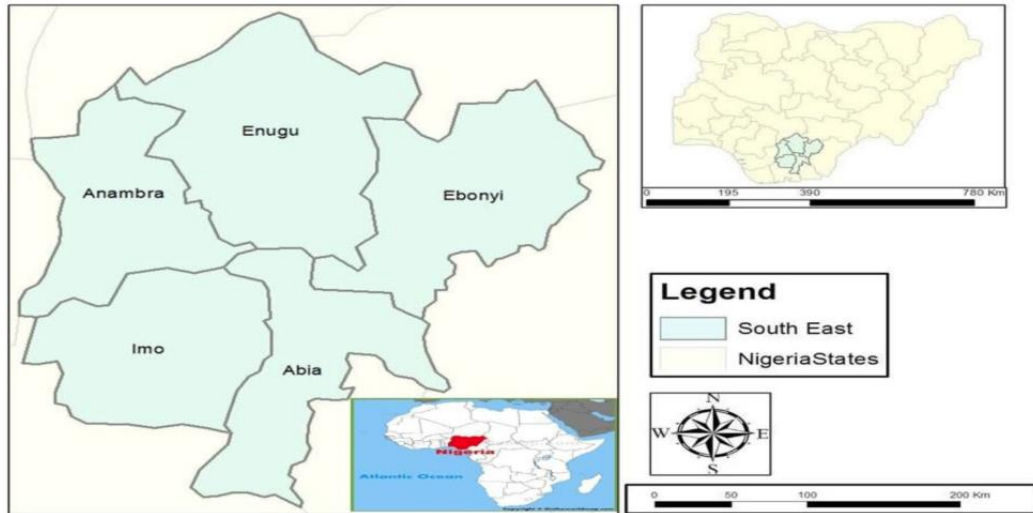 Enugu
Anambra
Ebonyi
Imo
Abia
Nigeria
Atlantic Ocean
0 195 390 780 Km
Legend
South East
NigeriaStates
N
W E
S
0 50 100 200 Km